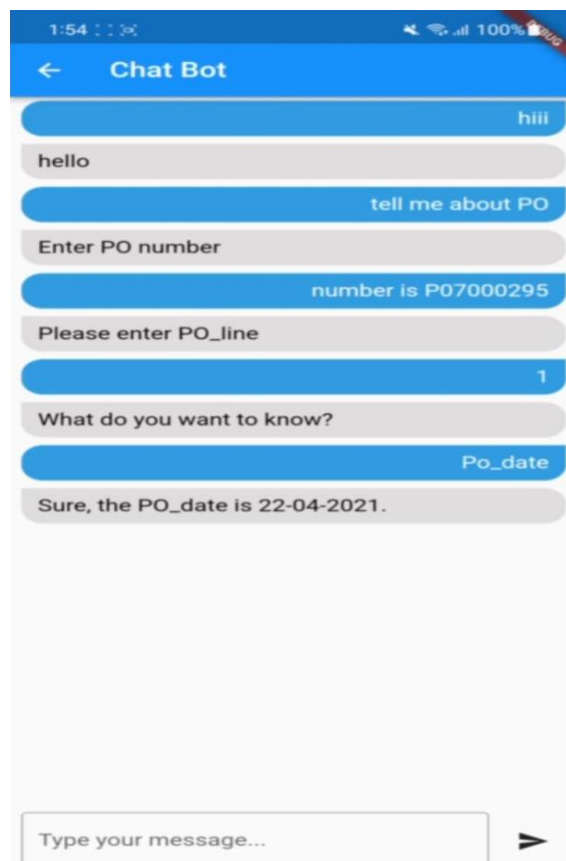 1:54 100%
DEBUG
Chat Bot
hiii
hello
tell me about PO
Enter PO number
number is P07000295
Please enter PO_line
1
What do you want to know?
Po_date
Sure, the PO_date is 22-04-2021.
Type your message...